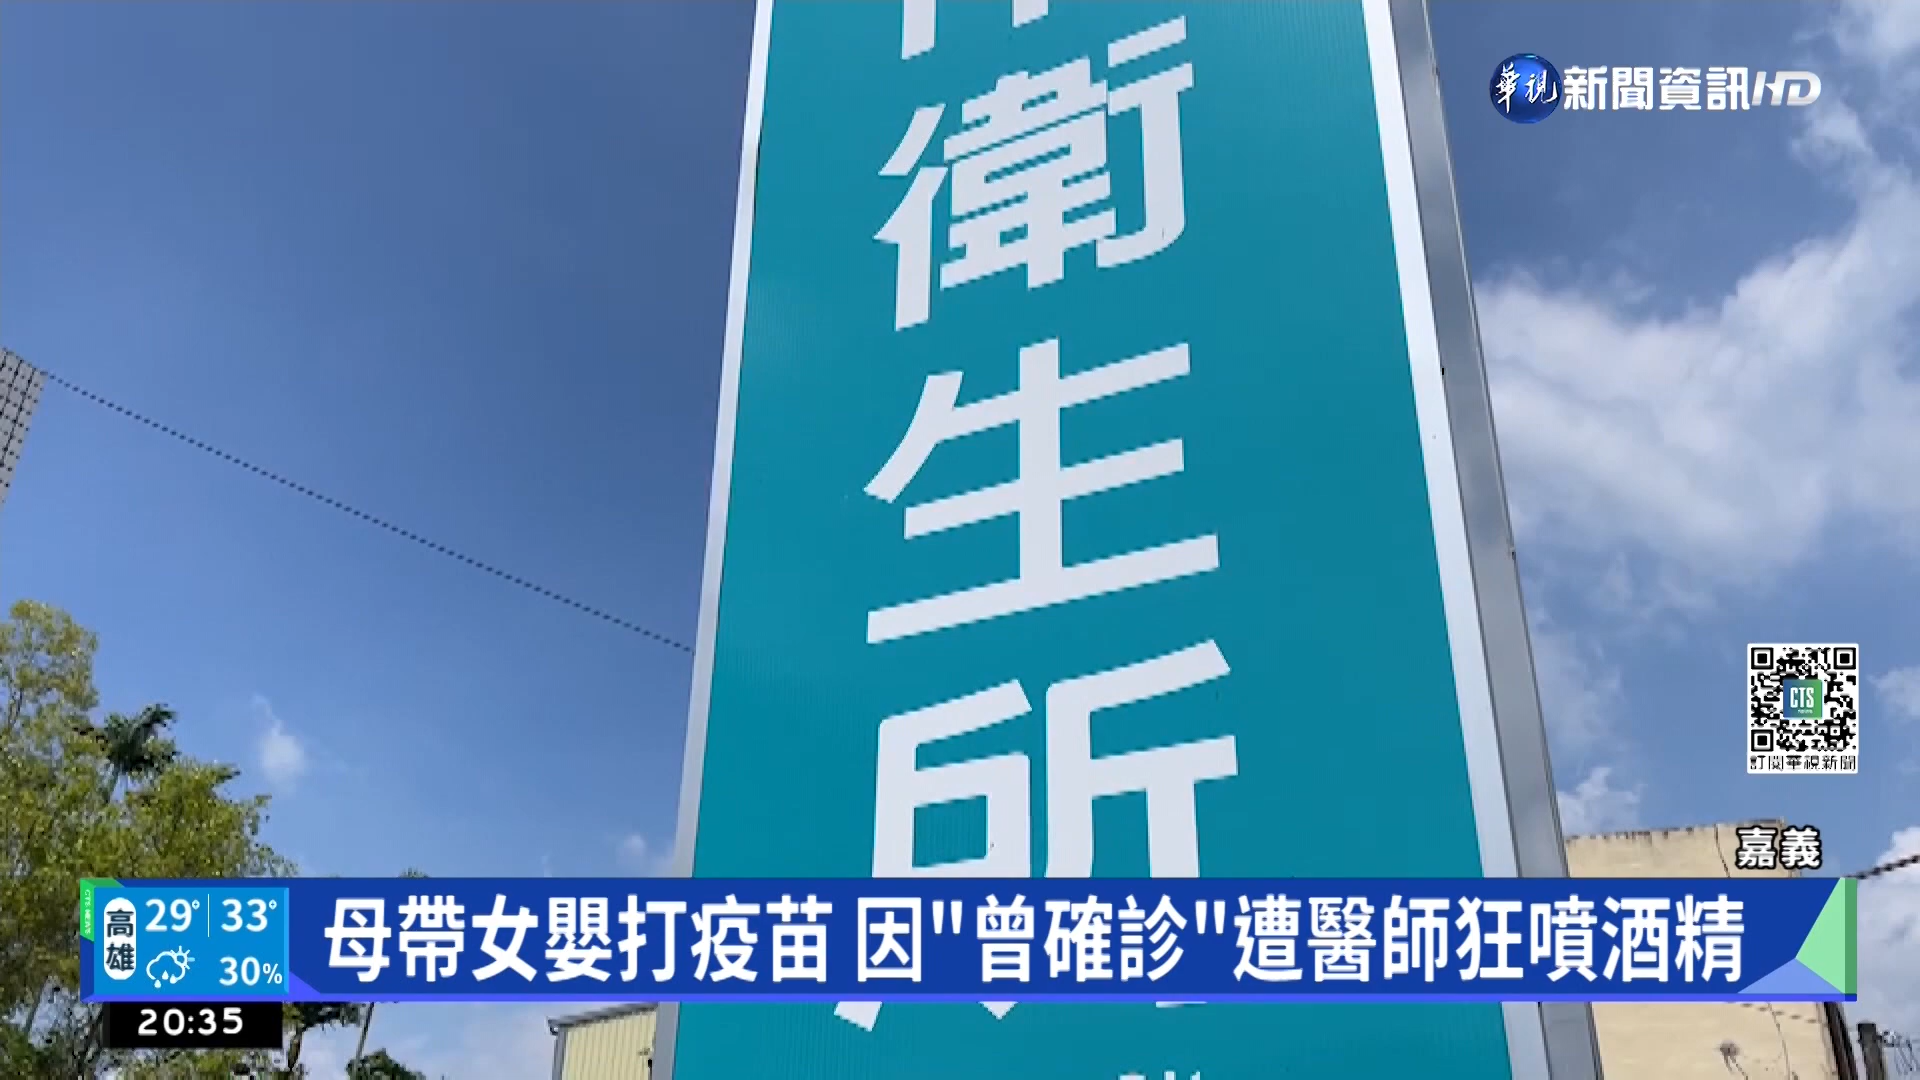 華視 新聞資訊HD
衛生所
CTS
訂閱華視新聞
嘉義
高雄
29° 33°
30%
母帶女嬰打疫苗 因"曾確診"遭醫師狂噴酒精
20:35